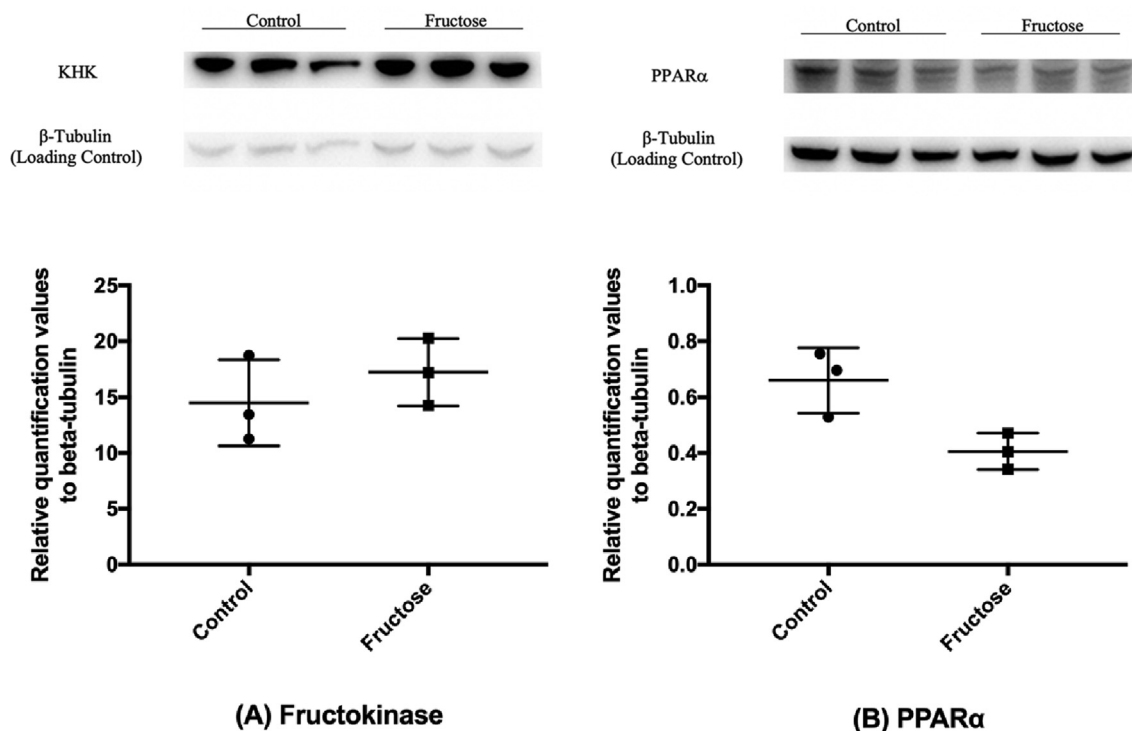 Control
Fructose
KHK
β-Tubulin
(Loading Control)
Relative quantification values
to beta-tubulin
25
20
15
10
5
0
Control
Fructose
(A) Fructokinase
Control
Fructose
PPARα
β-Tubulin
(Loading Control)
Relative quantification values
to beta-tubulin
1.0
0.8
0.6
0.4
0.2
0.0
Control
Fructose
(B) PPARα